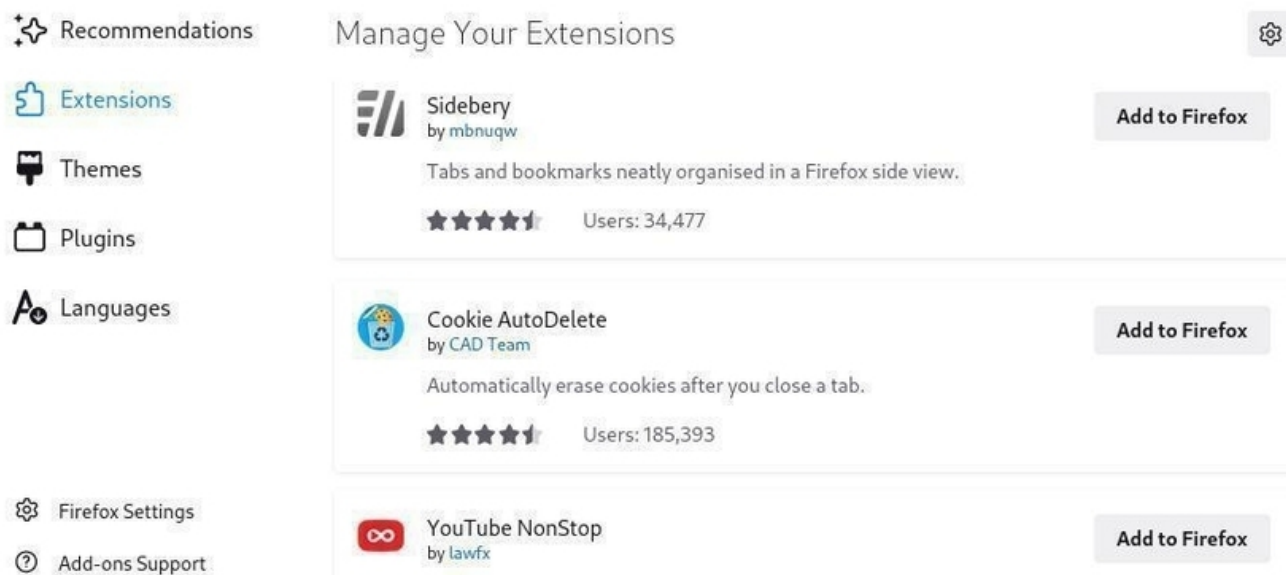 Recommendations
Extensions
Themes
Plugins
Languages
Firefox Settings
Add-ons Support
Manage Your Extensions
Sidebery
by mbnuqw
Add to Firefox
Tabs and bookmarks neatly organised in a Firefox side view.
Users: 34,477
Cookie AutoDelete
by CAD Team
Add to Firefox
Automatically erase cookies after you close a tab.
Users: 185,393
YouTube NonStop
by lawfx
Add to Firefox